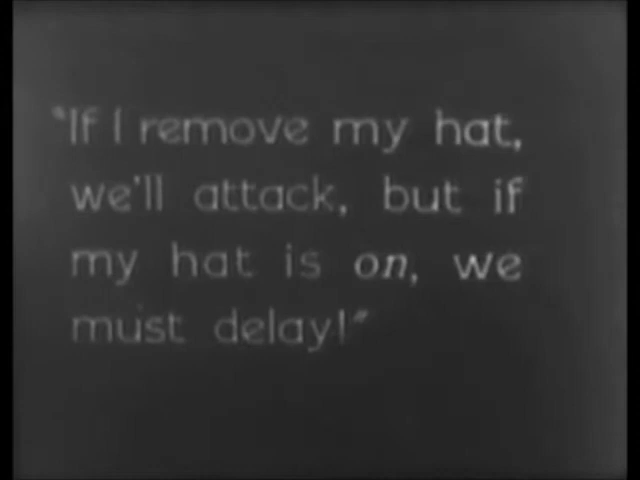 "If I remove my hat,
we'll attack, but if
my hat is on, we
must delay!"